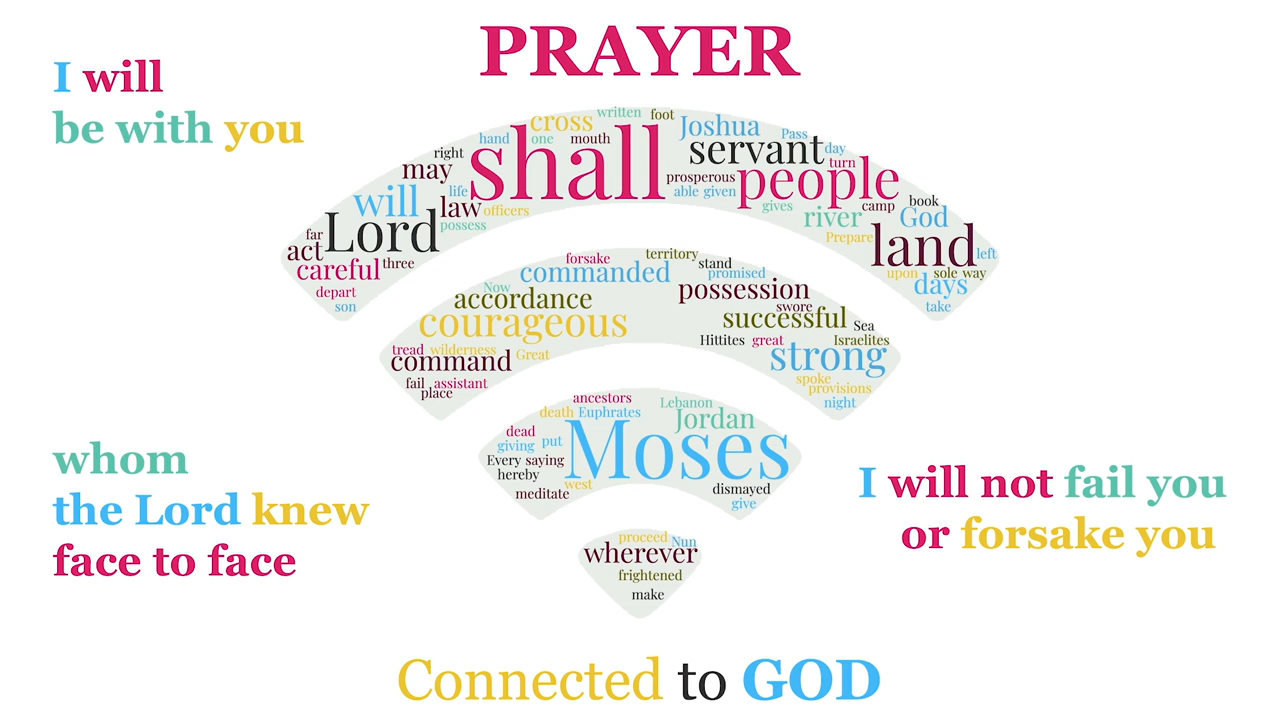 PRAYER
I will
be with you
written foot
cross Joshua
hand one mouth shall servant Pass day
right may people turn
prosperous
life able given
will law officers gives river camp book God
possess
far Lord Prepare land left
act
careful three upon sole way
depart days
son take
forsake territory stand
commanded promised
Now possession
accordance swore
courageous successful Sea
Hittites great Israelites
tread wilderness Great strong
command
fail assistant spoke
place provisions
night
ancestors Lebanon
death Euphrates Jordan
dead Moses
giving put
Every saying
hereby
meditate west dismayed
give
whom
the Lord knew
face to face
I will not fail you
or forsake you
proceed Nun
wherever
frightened
make
Connected to GOD